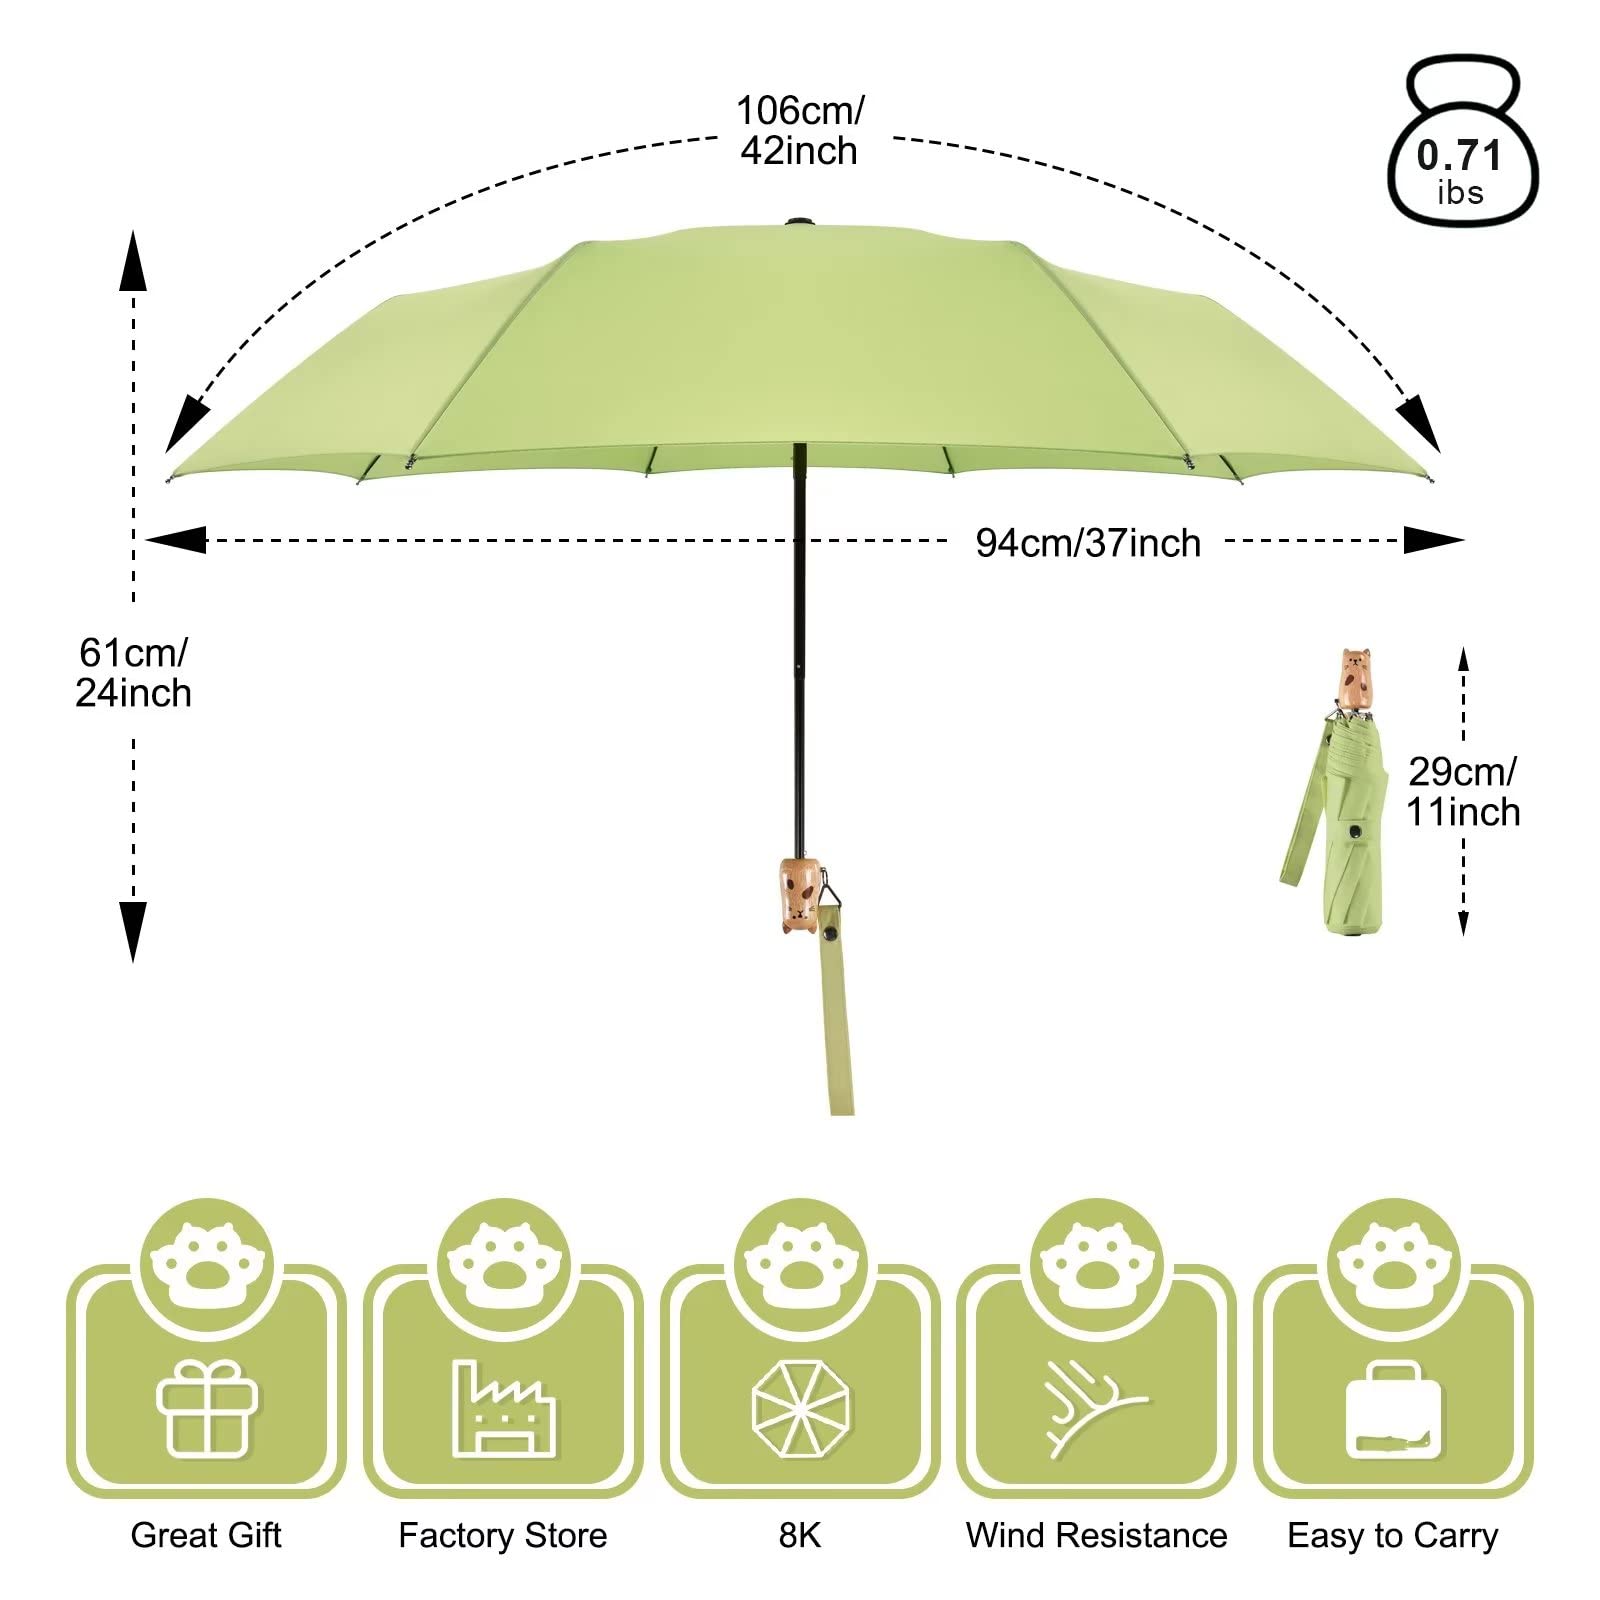 106cm/
42inch
0.71
ibs
94cm/37inch
61cm/
24inch
29cm/
11inch
Great Gift
Factory Store
8K
Wind Resistance
Easy to Carry